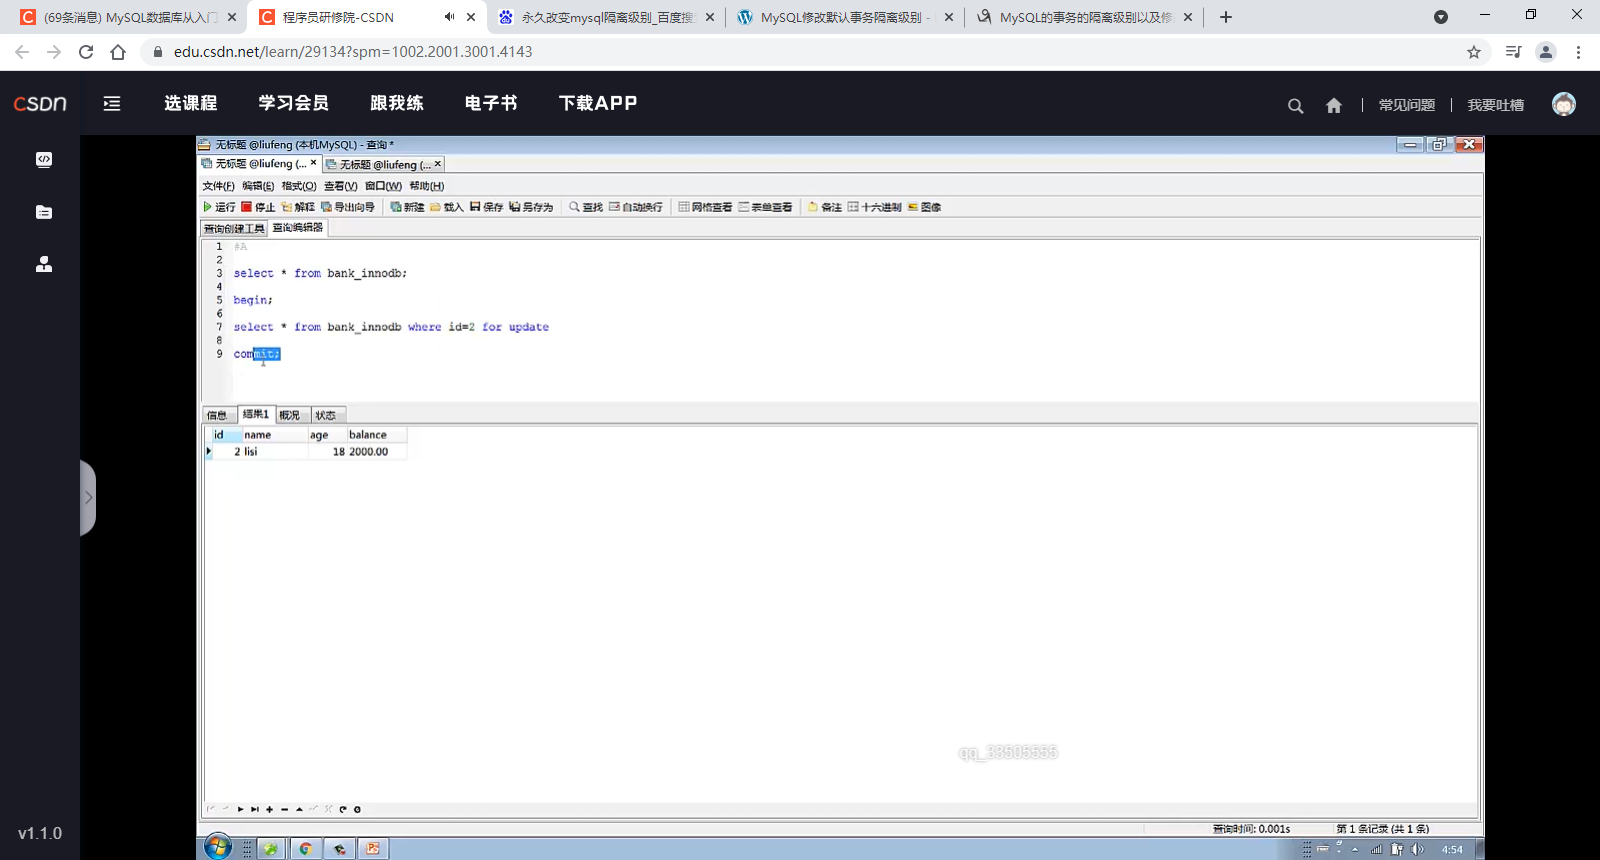 (69条消息) MySQL数据库从入门
程序员研修院-CSDN
永久改变mysql隔离级别_百度搜
MySQL修改默认事务隔离级别 -
MySQL的事务的隔离级别以及修
edu.csdn.net/learn/29134?spm=1002.2001.3001.4143
CSDN
选课程
学习会员
跟我练
电子书
下载APP
常见问题
我要吐槽
无标题 @liufeng (本机MySQL) - 查询 *
无标题 @liufeng (...
无标题 @liufeng (...
文件(F) 编辑(E) 格式(O) 查看(V) 窗口(W) 帮助(H)
运行 停止 解释 导出向导 新建 载入 保存 另存为 查找 自动换行 网格查看 表单查看 备注 十六进制 图像
查询创建工具 查询编辑器
1 #A
2
3 select * from bank_innodb;
4
5 begin;
6
7 select * from bank_innodb where id=2 for update
8
9 commit;
信息 结果1 概况 状态
id name age balance
2 lisi 18 2000.00
qq_33505555
查询时间: 0.001s 第 1 条记录 (共 1 条)
v1.1.0
4:54